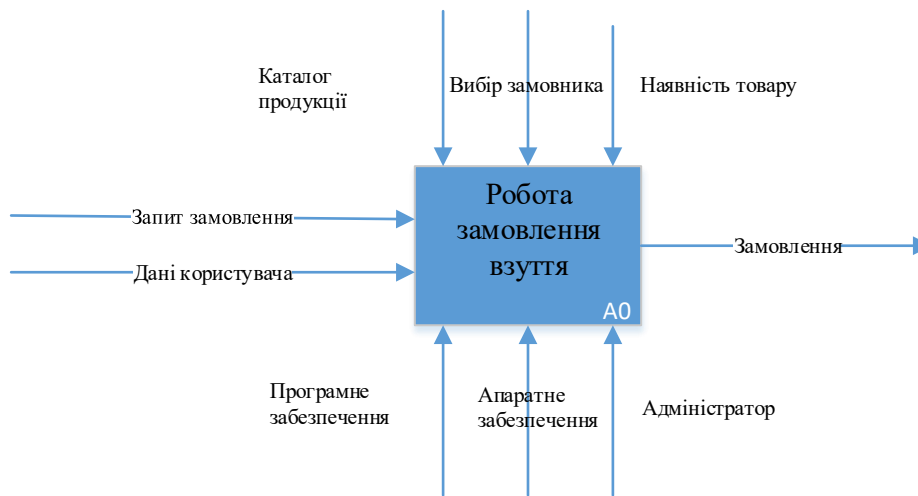 Каталог
продукції
Вибір замовника
Наявність товару
Робота
замовлення
взуття
A0
Запит замовлення
Дані користувача
Замовлення
Програмне
забезпечення
Апаратне
забезпечення
Адміністратор